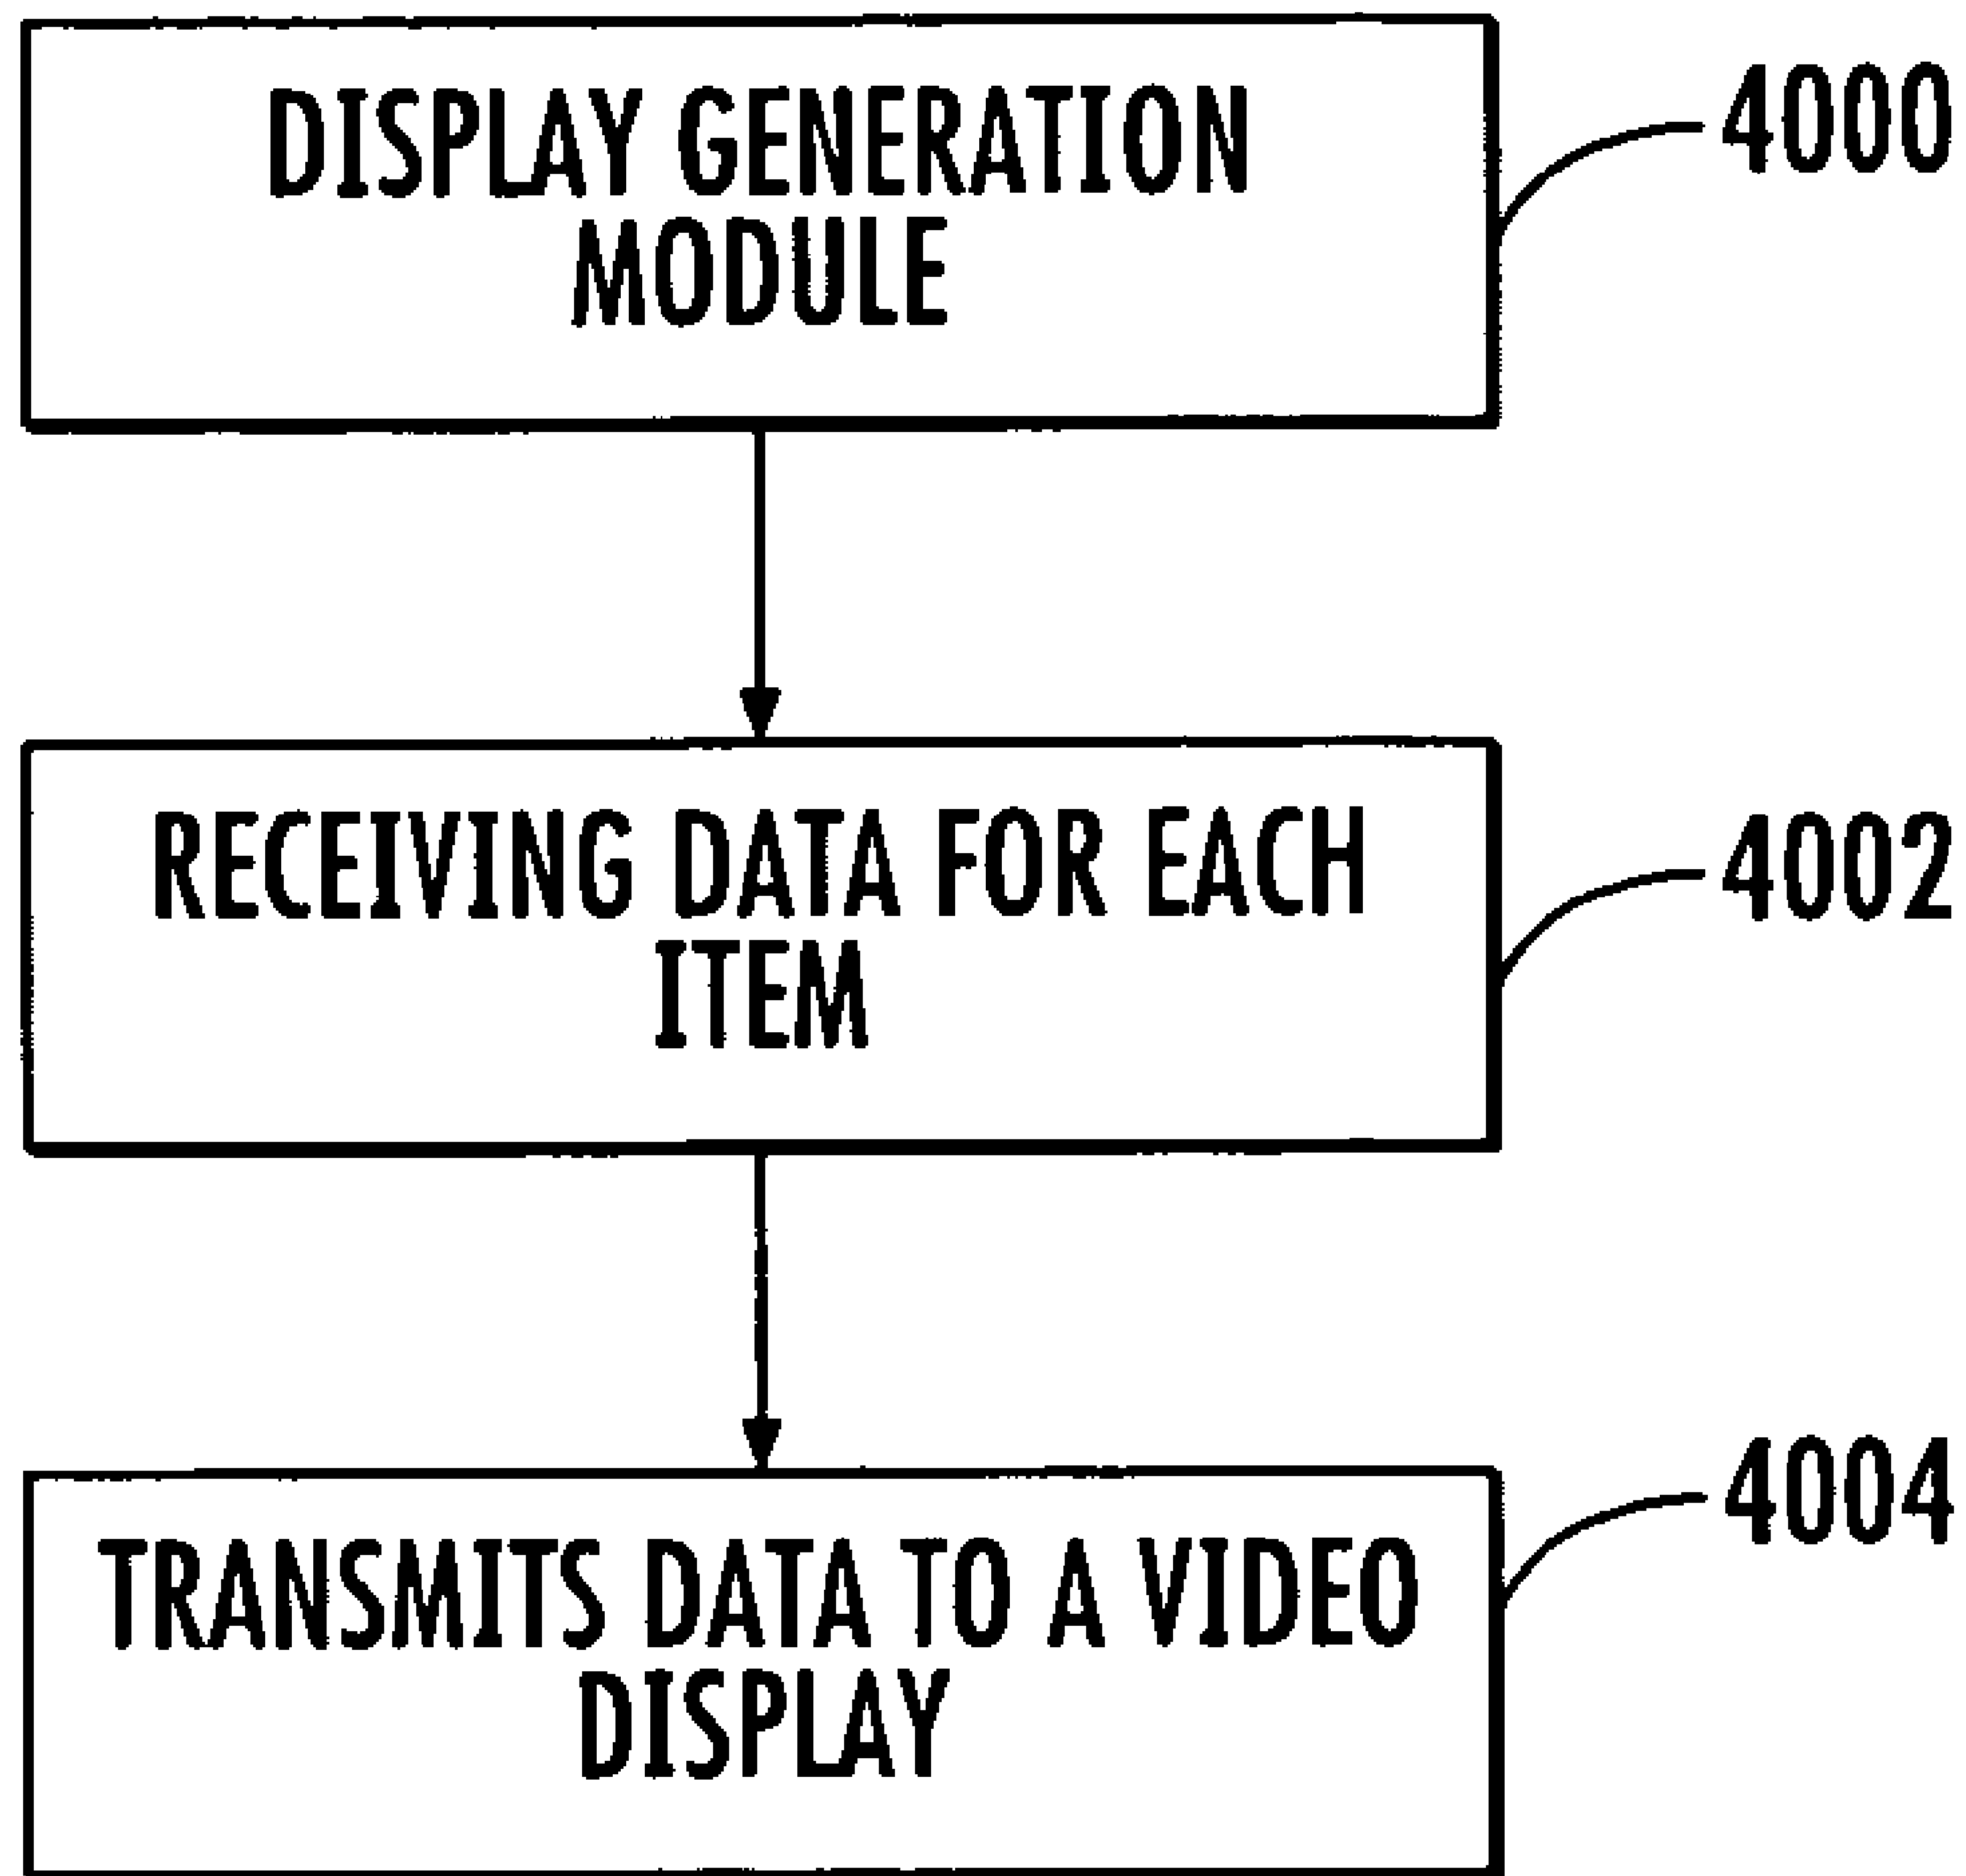 DISPLAY GENERATION
MODULE
4000
RECEIVING DATA FOR EACH
ITEM
4002
TRANSMITS DATA TO A VIDEO
DISPLAY
4004